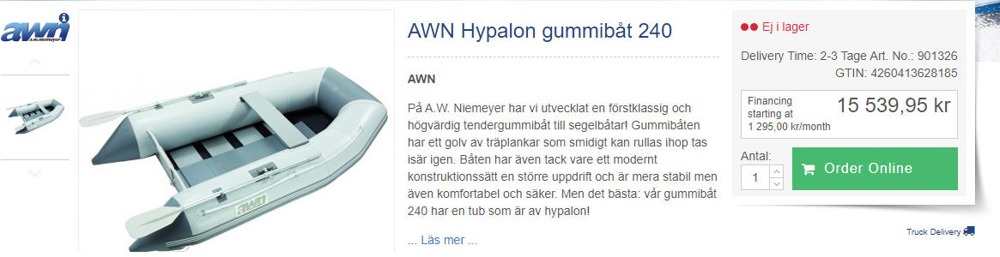 awn
A.W. Niemeyer
i
awn
AWN Hypalon gummibåt 240
AWN
På A.W. Niemeyer har vi utvecklat en förstklassig och
högvärdig tendergummibåt till segelbåtar! Gummibåten
har ett golv av träplankar som smidigt kan rullas ihop tas
isär igen. Båten har även tack vare ett modernt
konstruktionssätt en större uppdrift och är mera stabil men
även komfortabel och säker. Men det bästa: vår gummibåt
240 har en tub som är av hypalon!
... Läs mer ...
Ej i lager
Delivery Time: 2-3 Tage Art. No.: 901326
GTIN: 4260413628185
Financing
starting at
1 295,00 kr/month
15 539,95 kr
Antal:
1
Order Online
Truck Delivery